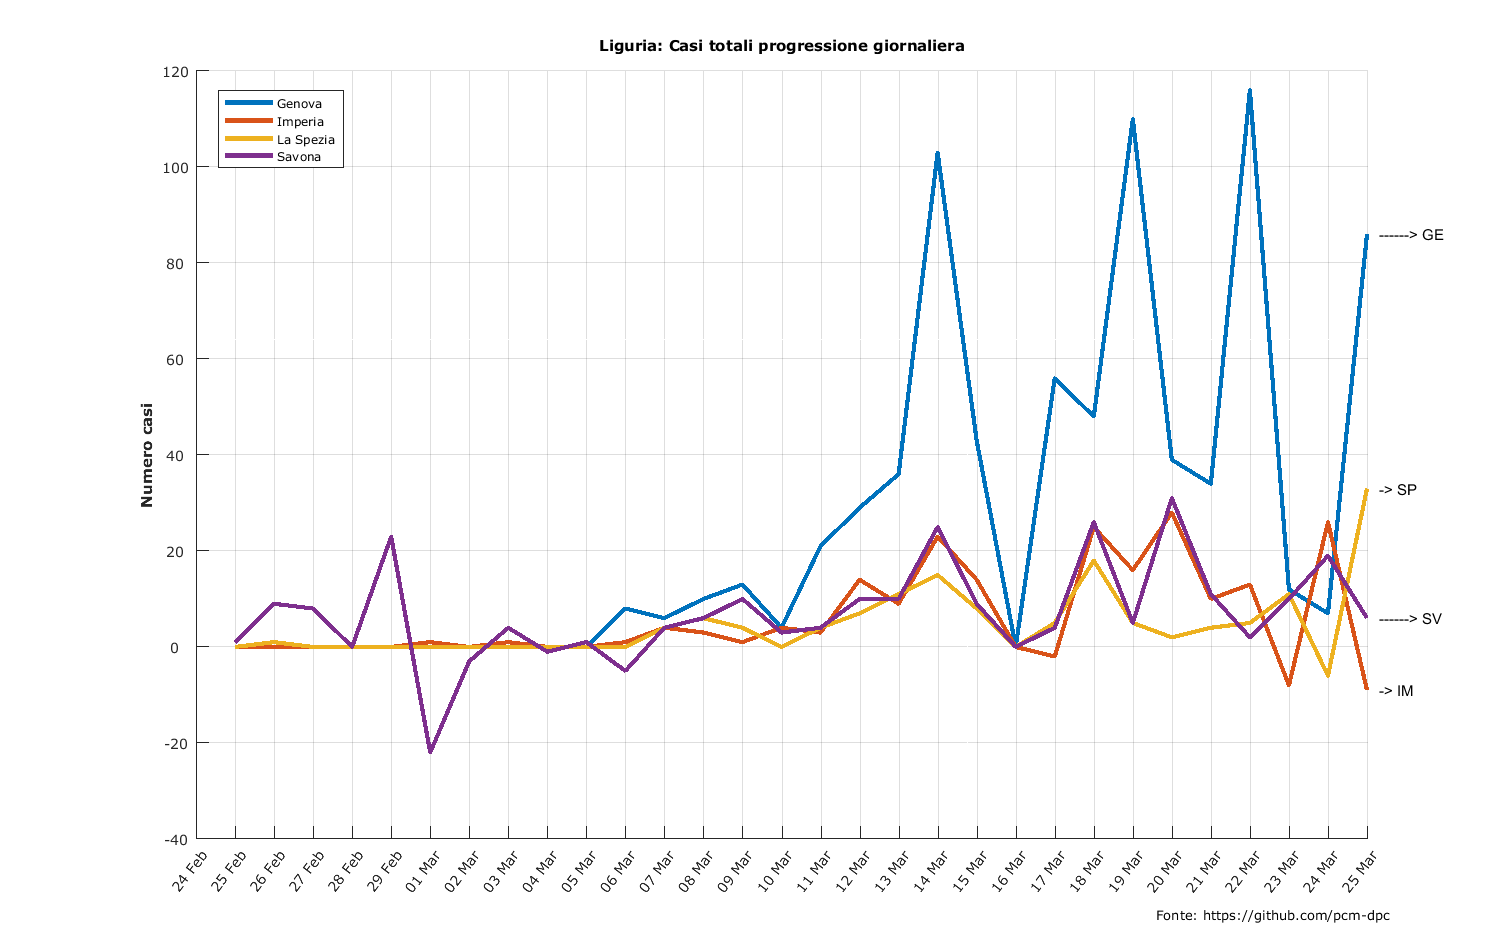 Liguria: Casi totali progressione giornaliera
120
100
80
60
40
20
0
-20
-40
Numero casi
Genova
Imperia
La Spezia
Savona
------> GE
-> SP
------> SV
-> IM
24 Feb
25 Feb
26 Feb
27 Feb
28 Feb
29 Feb
01 Mar
02 Mar
03 Mar
04 Mar
05 Mar
06 Mar
07 Mar
08 Mar
09 Mar
10 Mar
11 Mar
12 Mar
13 Mar
14 Mar
15 Mar
16 Mar
17 Mar
18 Mar
19 Mar
20 Mar
21 Mar
22 Mar
23 Mar
24 Mar
25 Mar
Fonte: https://github.com/pcm-dpc